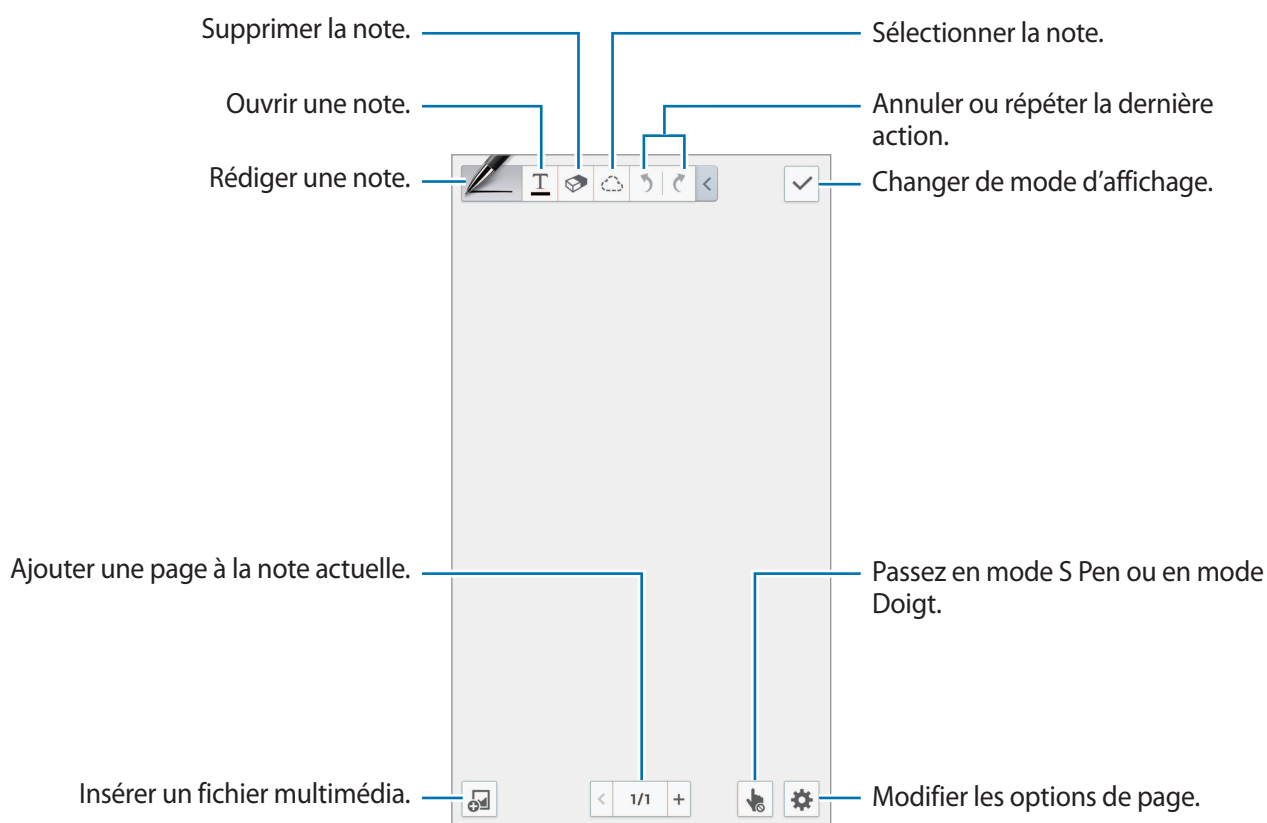 Supprimer la note.
Sélectionner la note.
Ouvrir une note.
Annuler ou répéter la dernière
action.
Rédiger une note.
T
Changer de mode d'affichage.
Ajouter une page à la note actuelle.
Passez en mode S Pen ou en mode
Doigt.
Insérer un fichier multimédia.
< 1/1 +
Modifier les options de page.